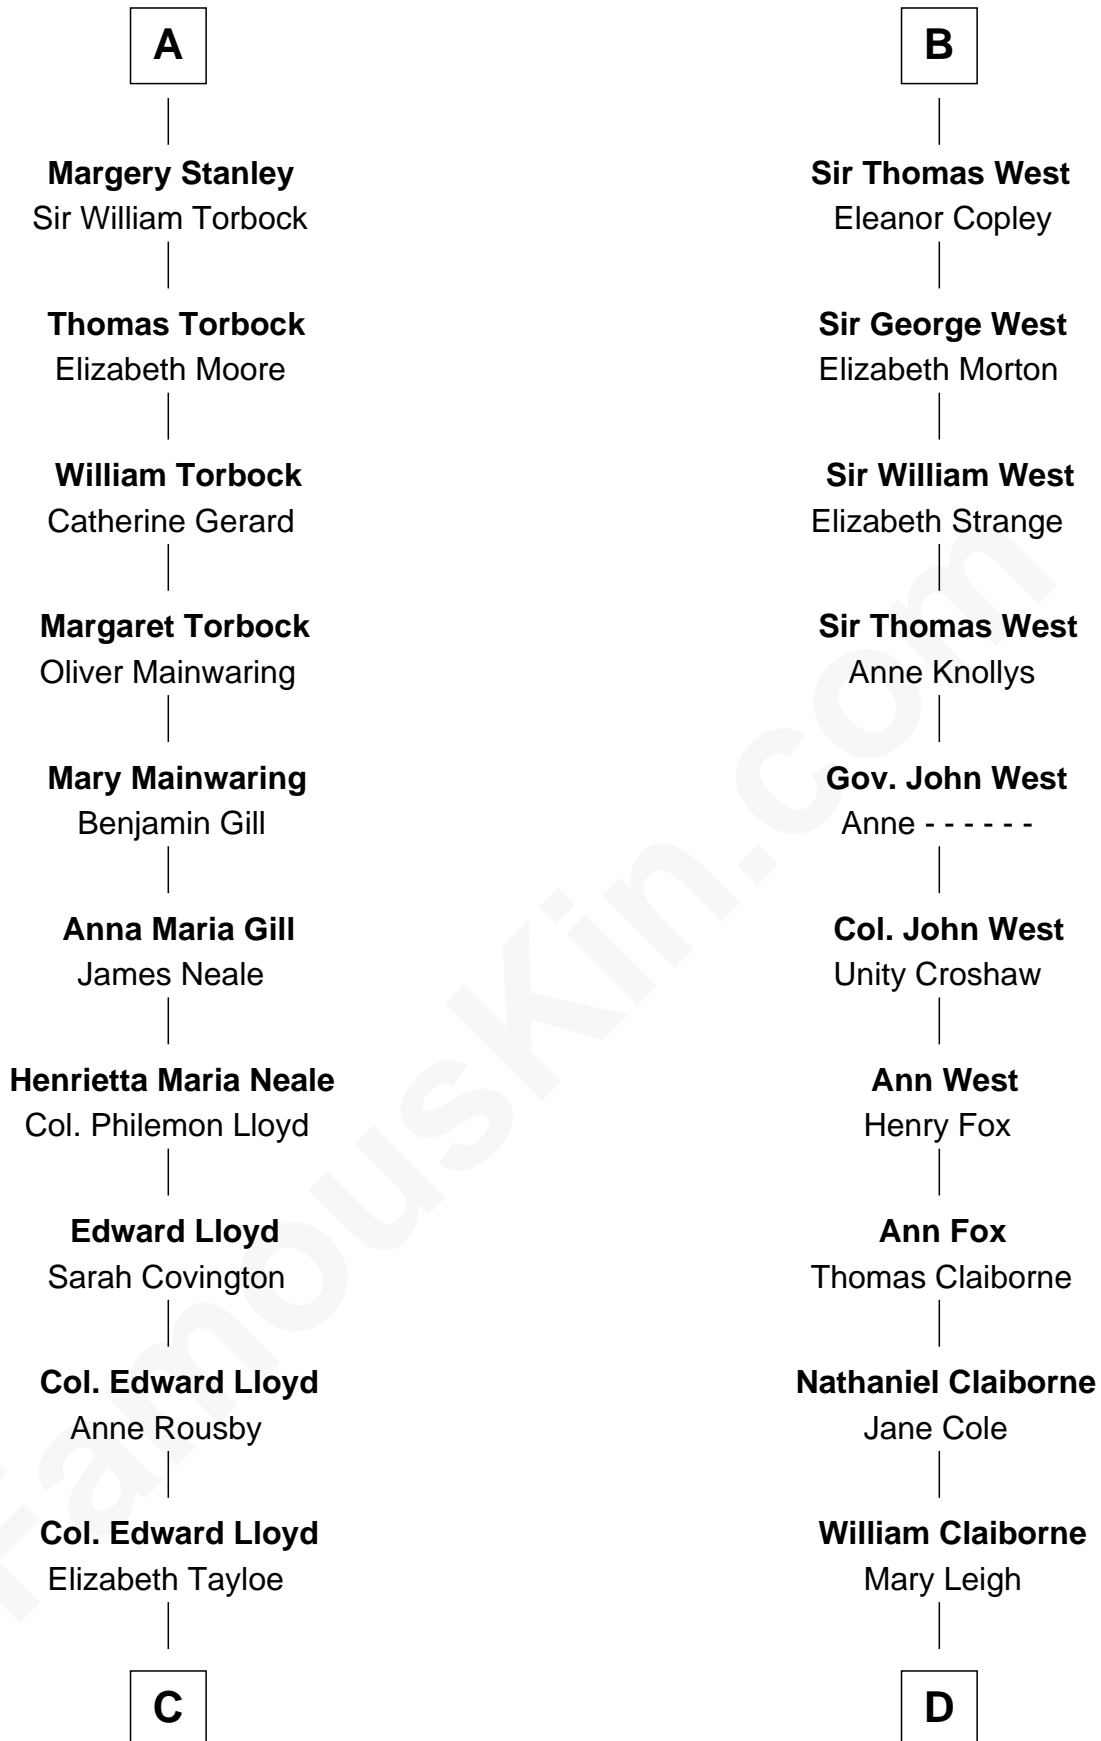 A
Margery Stanley
Sir William Torbock
Thomas Torbock
Elizabeth Moore
William Torbock
Catherine Gerard
Margaret Torbock
Oliver Mainwaring
Mary Mainwaring
Benjamin Gill
Anna Maria Gill
James Neale
Henrietta Maria Neale
Col. Philemon Lloyd
Edward Lloyd
Sarah Covington
Col. Edward Lloyd
Anne Rousby
Col. Edward Lloyd
Elizabeth Tayloe
C
B
Sir Thomas West
Eleanor Copley
Sir George West
Elizabeth Morton
Sir William West
Elizabeth Strange
Sir Thomas West
Anne Knollys
Gov. John West
Anne - - - - - -
Col. John West
Unity Croshaw
Ann West
Henry Fox
Ann Fox
Thomas Claiborne
Nathaniel Claiborne
Jane Cole
William Claiborne
Mary Leigh
D
FamousKin.com